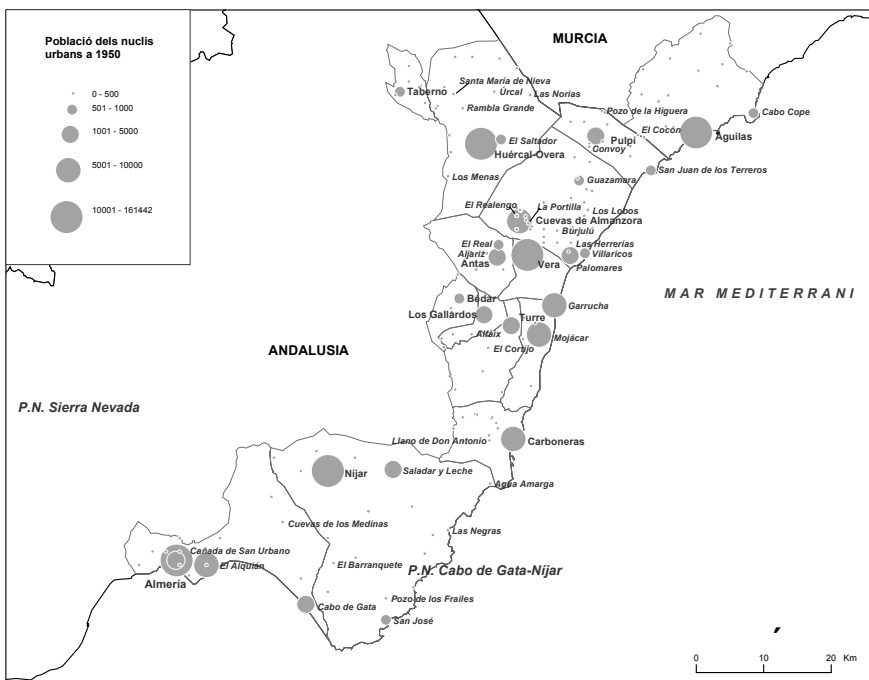 Població dels nuclis
urbans a 1950
0 - 500
501 - 1000
1001 - 5000
5001 - 10000
10001 - 161442
MURCIA
Santa María de Nieva
Taberno
Úrcal
Las Norias
Rambla Grande
Pozo de la Higuera
Cabo Cope
El Cocón
Águilas
El Saltador
Pulpí
Huércal-Overa
Convoy
San Juan de los Terreros
Los Menas
Guazamara
El Realengo
La Portilla
Los Lobos
Cuevas de Almanzora
Burjulú
El Real
Las Herrerías
Aljariz
Villaricos
Antas
Vera
Palomares
MAR MEDITERRANI
Bédar
Garrucha
Los Gallardos
Turre
Alfaix
Mojácar
ANDALUSIA
El Cortijo
P.N. Sierra Nevada
Llano de Don Antonio
Carboneras
Níjar
Saladar y Leche
Agua Amarga
Cuevas de los Medinas
Las Negras
Cañada de San Urbano
El Alquián
El Barranquete
P.N. Cabo de Gata-Níjar
Almería
Pozo de los Frailes
Cabo de Gata
San José
0 10 20 Km